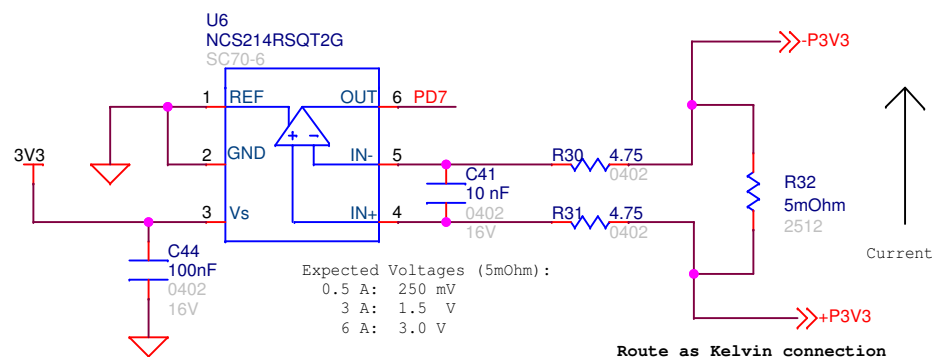 U6
NCS214RSQT2G
SC70-6
1 REF OUT 6 PD7
2 GND IN- 5
3 Vs IN+ 4
3V3
C44
100nF
0402
16V
C41
10 nF
0402
16V
R30 4.75
0402
R31 4.75
0402
-P3V3
R32
5mOhm
2512
Current
+P3V3
Expected Voltages (5mOhm):
0.5 A: 250 mV
3 A: 1.5 V
6 A: 3.0 V
Route as Kelvin connection